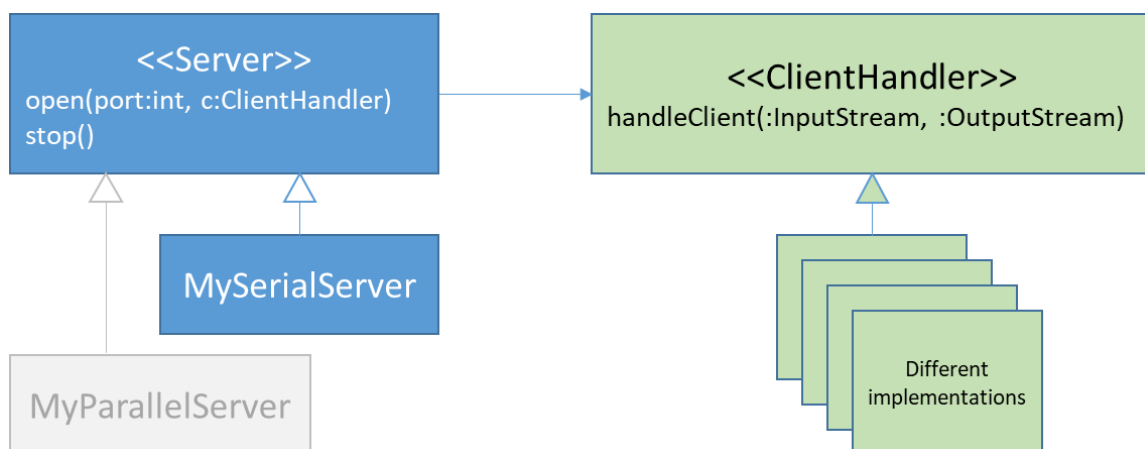 <<Server>>
open(port:int, c:ClientHandler)
stop()
<<ClientHandler>>
handleClient(:InputStream, :OutputStream)
MySerialServer
MyParallelServer
Different
implementations